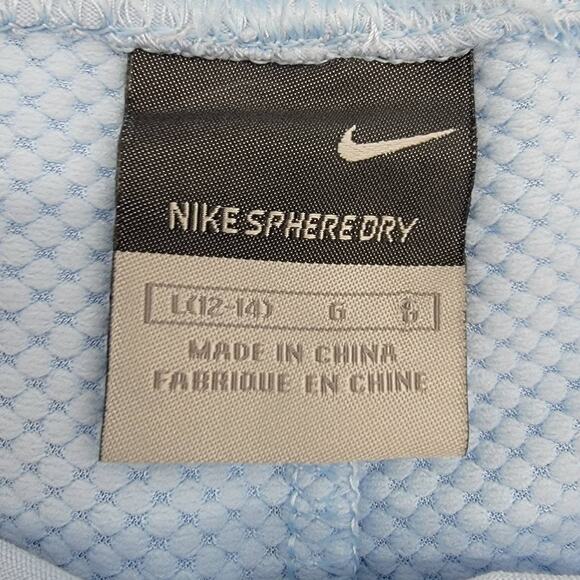 NIKE SPHERE DRY
L(12-14) G
MADE IN CHINA
FABRIQUE EN CHINE